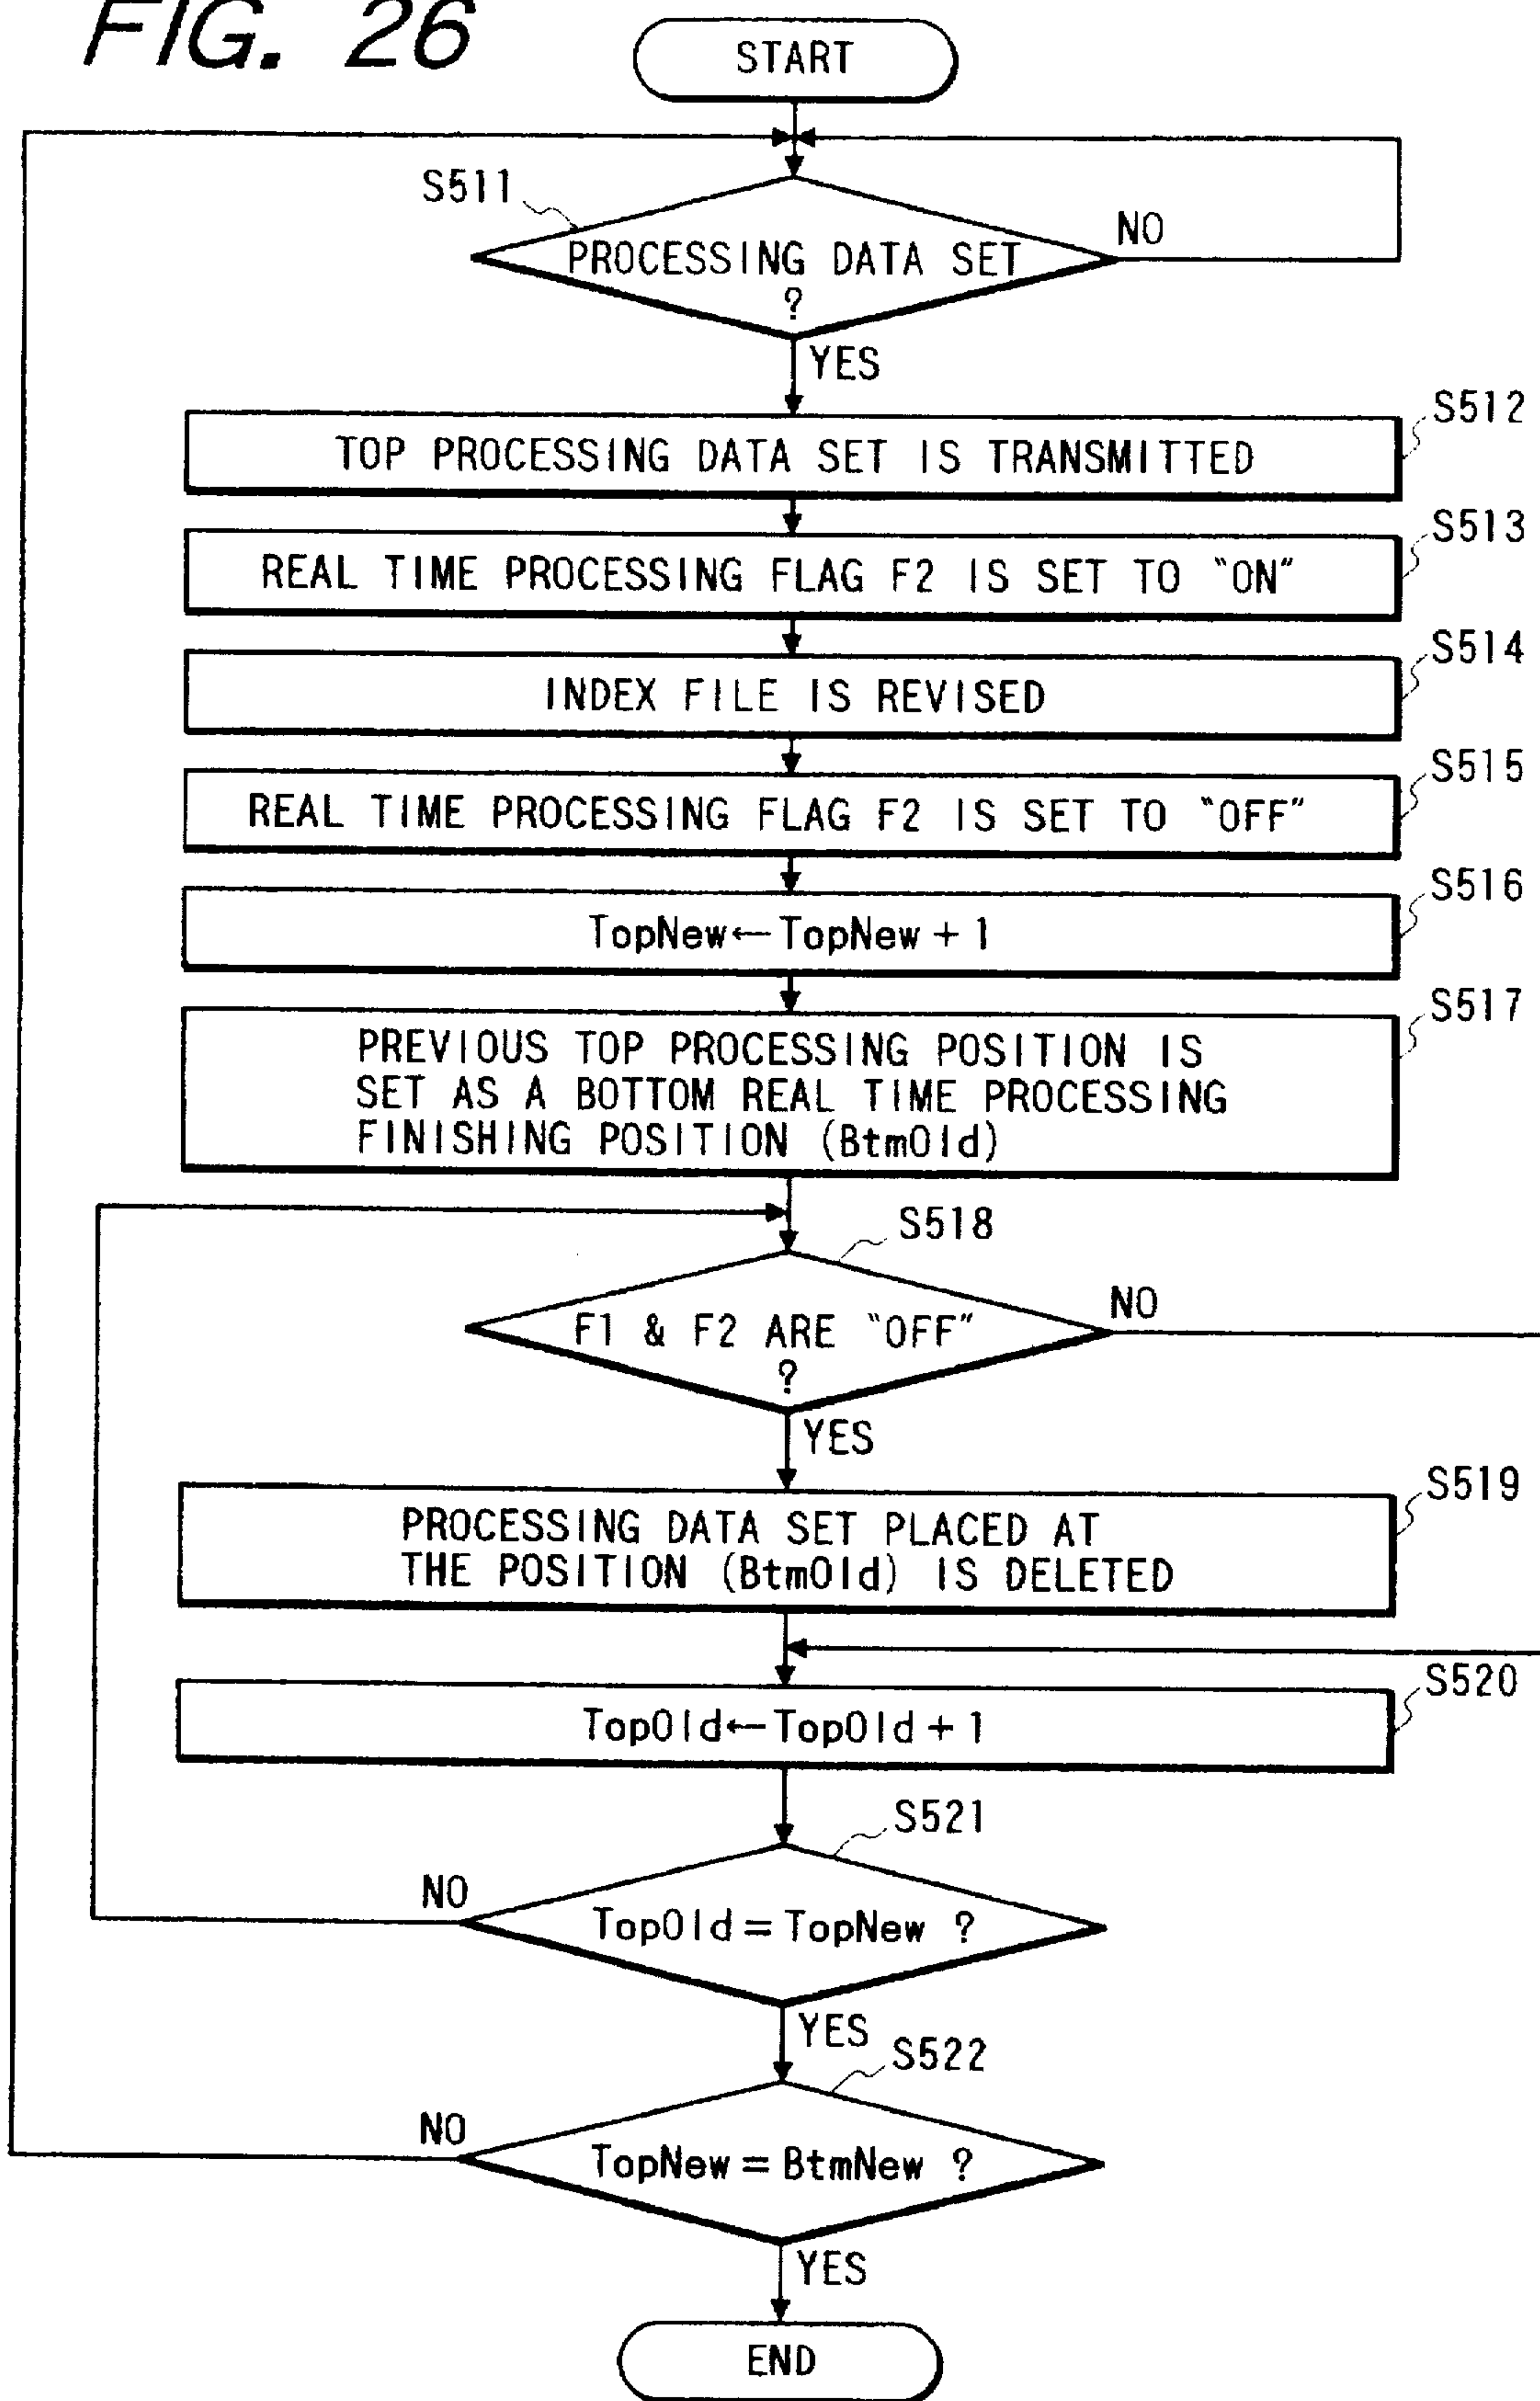 FIG. 26
START
S511
PROCESSING DATA SET
?
NO
YES
S512
TOP PROCESSING DATA SET IS TRANSMITTED
S513
REAL TIME PROCESSING FLAG F2 IS SET TO "ON"
S514
INDEX FILE IS REVISED
S515
REAL TIME PROCESSING FLAG F2 IS SET TO "OFF"
S516
TopNew←TopNew+1
S517
PREVIOUS TOP PROCESSING POSITION IS
SET AS A BOTTOM REAL TIME PROCESSING
FINISHING POSITION (BtmOld)
S518
F1 & F2 ARE "OFF"
?
NO
YES
S519
PROCESSING DATA SET PLACED AT
THE POSITION (BtmOld) IS DELETED
S520
TopOld←TopOld+1
S521
TopOld=TopNew ?
NO
YES
S522
TopNew=BtmNew ?
NO
YES
END